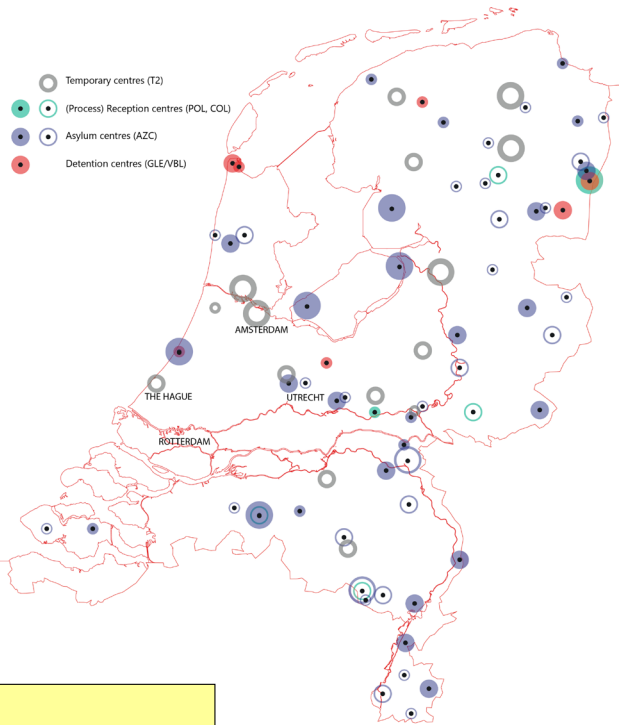 Temporary centres (T2)
(Process) Reception centres (POL, COL)
Asylum centres (AZC)
Detention centres (GLE/VBL)
AMSTERDAM
THE HAGUE
UTRECHT
ROTTERDAM